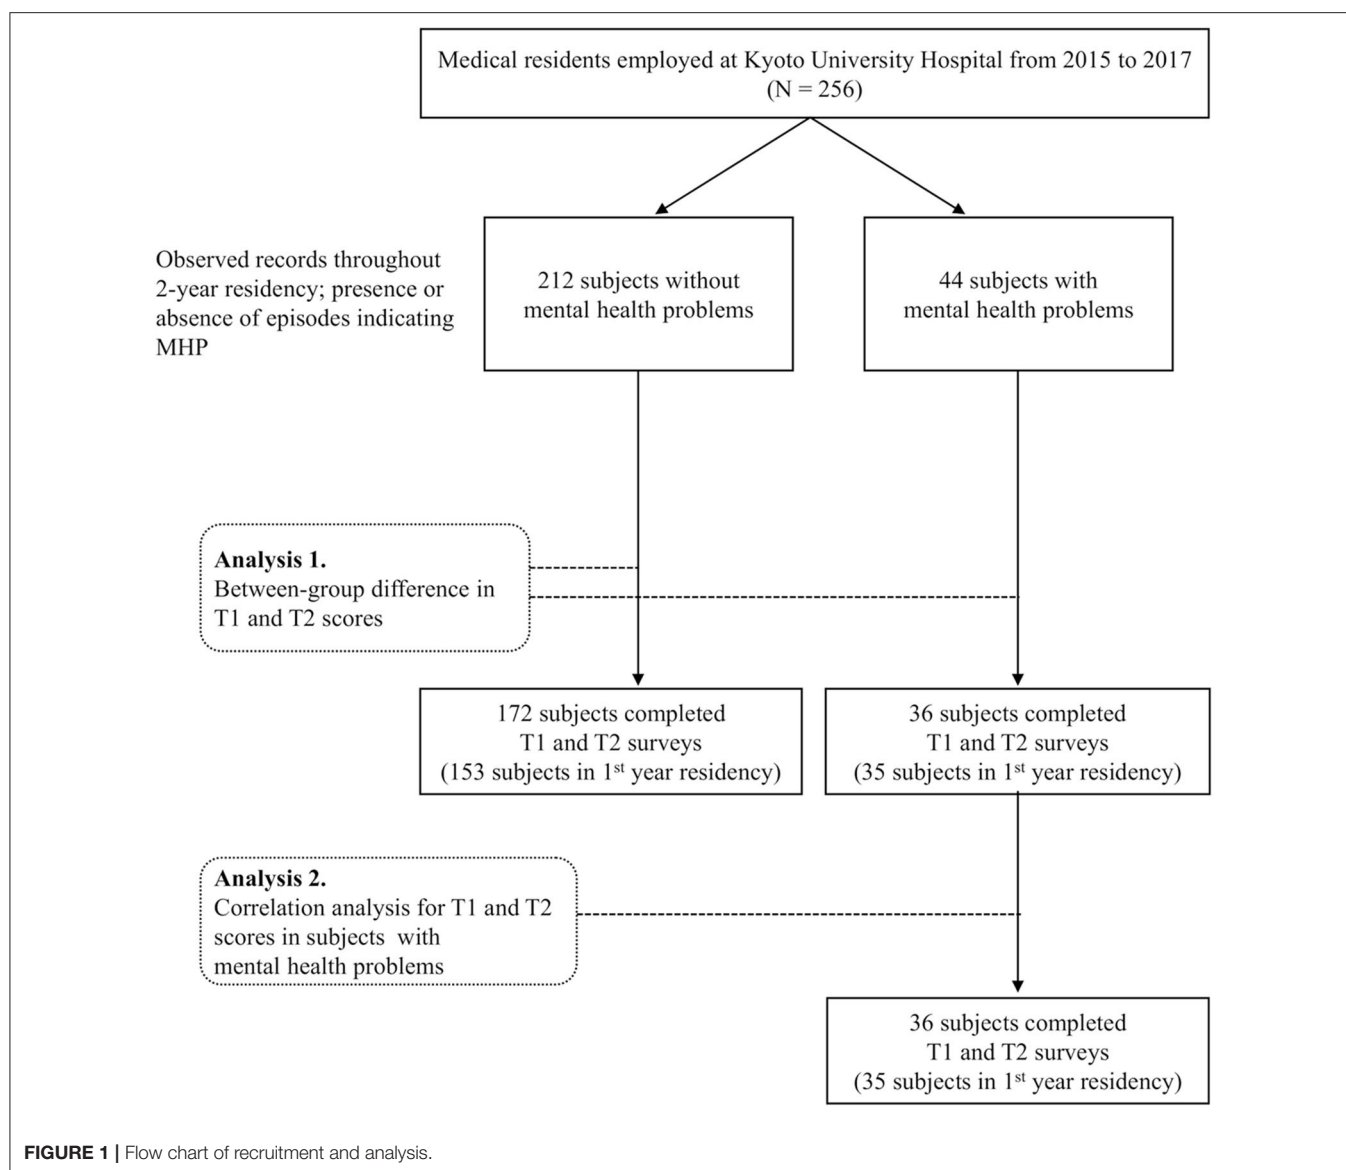 Medical residents employed at Kyoto University Hospital from 2015 to 2017
(N = 256)
Observed records throughout
2-year residency; presence or
absence of episodes indicating
MHP
212 subjects without
mental health problems
44 subjects with
mental health problems
Analysis 1.
Between-group difference in
T1 and T2 scores
172 subjects completed
T1 and T2 surveys
(153 subjects in 1st year residency)
36 subjects completed
T1 and T2 surveys
(35 subjects in 1st year residency)
Analysis 2.
Correlation analysis for T1 and T2
scores in subjects with
mental health problems
36 subjects completed
T1 and T2 surveys
(35 subjects in 1st year residency)
FIGURE 1 | Flow chart of recruitment and analysis.